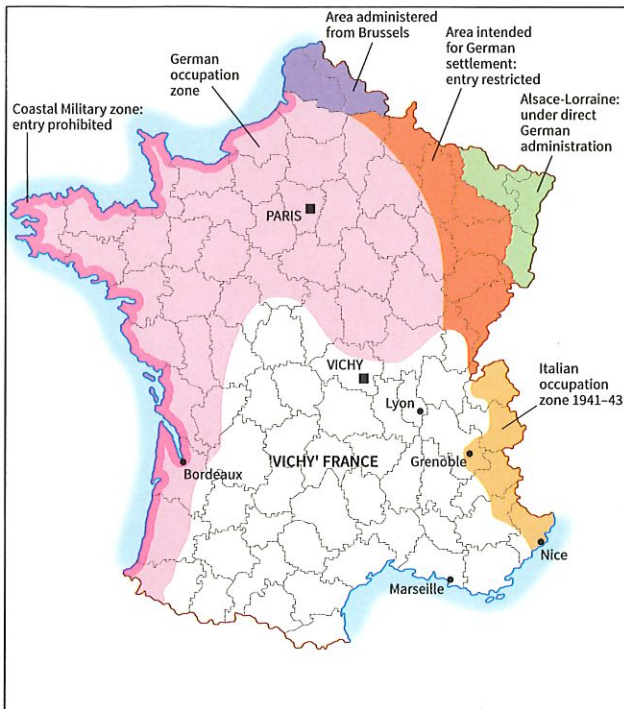 Area administered
from Brussels
Area intended
for German
settlement:
entry restricted
German
occupation
zone
Alsace-Lorraine:
under direct
German
administration
Coastal Military zone:
entry prohibited
PARIS
VICHY
Italian
occupation
zone 1941–43
Lyon
'VICHY' FRANCE
Grenoble
Bordeaux
Nice
Marseille